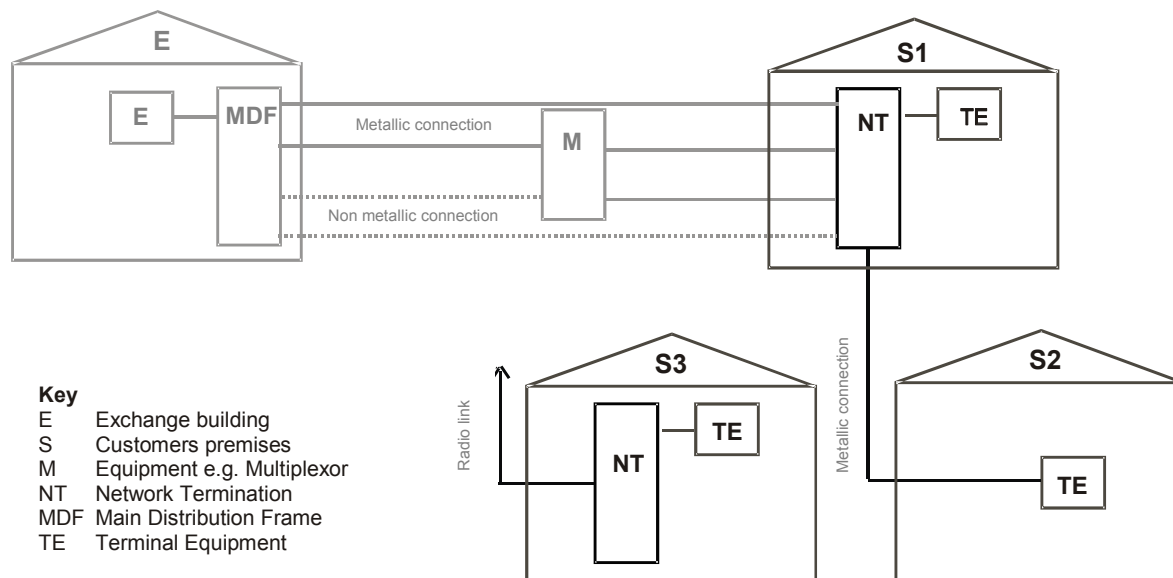 E
S1
E
MDF
Metallic connection
M
NT
TE
Non metallic connection
S3
S2
Radio link
Metallic connection
NT
TE
TE
Key
E Exchange building
S Customers premises
M Equipment e.g. Multiplexor
NT Network Termination
MDF Main Distribution Frame
TE Terminal Equipment